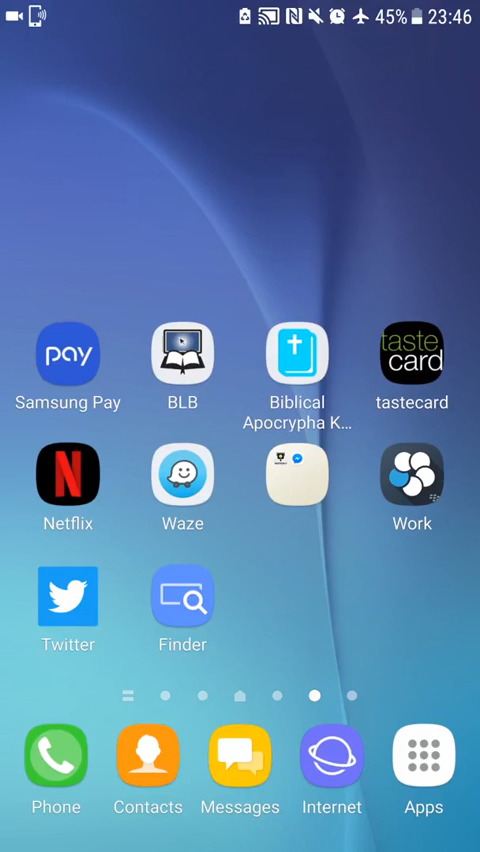 45% 23:46
pay
taste
card
Samsung Pay
BLB
Biblical
Apocrypha K...
tastecard
N
Netflix
Waze
Work
Twitter
Finder
Phone
Contacts
Messages
Internet
Apps